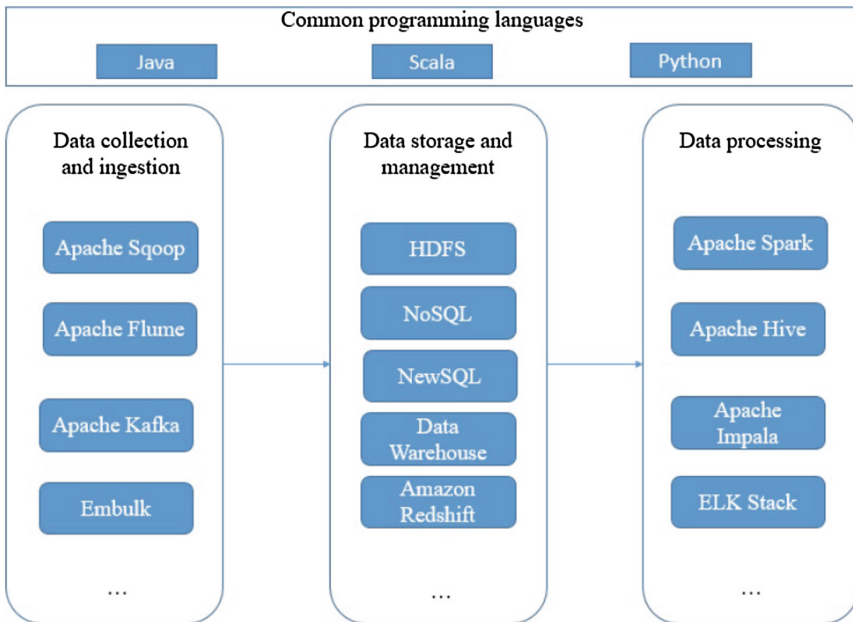 Common programming languages
Java
Scala
Python
Data collection
and ingestion
Apache Sqoop
Apache Flume
Apache Kafka
Embulk
...
Data storage and
management
HDFS
NoSQL
NewSQL
Data
Warehouse
Amazon
Redshift
...
Data processing
Apache Spark
Apache Hive
Apache
Impala
ELK Stack
...